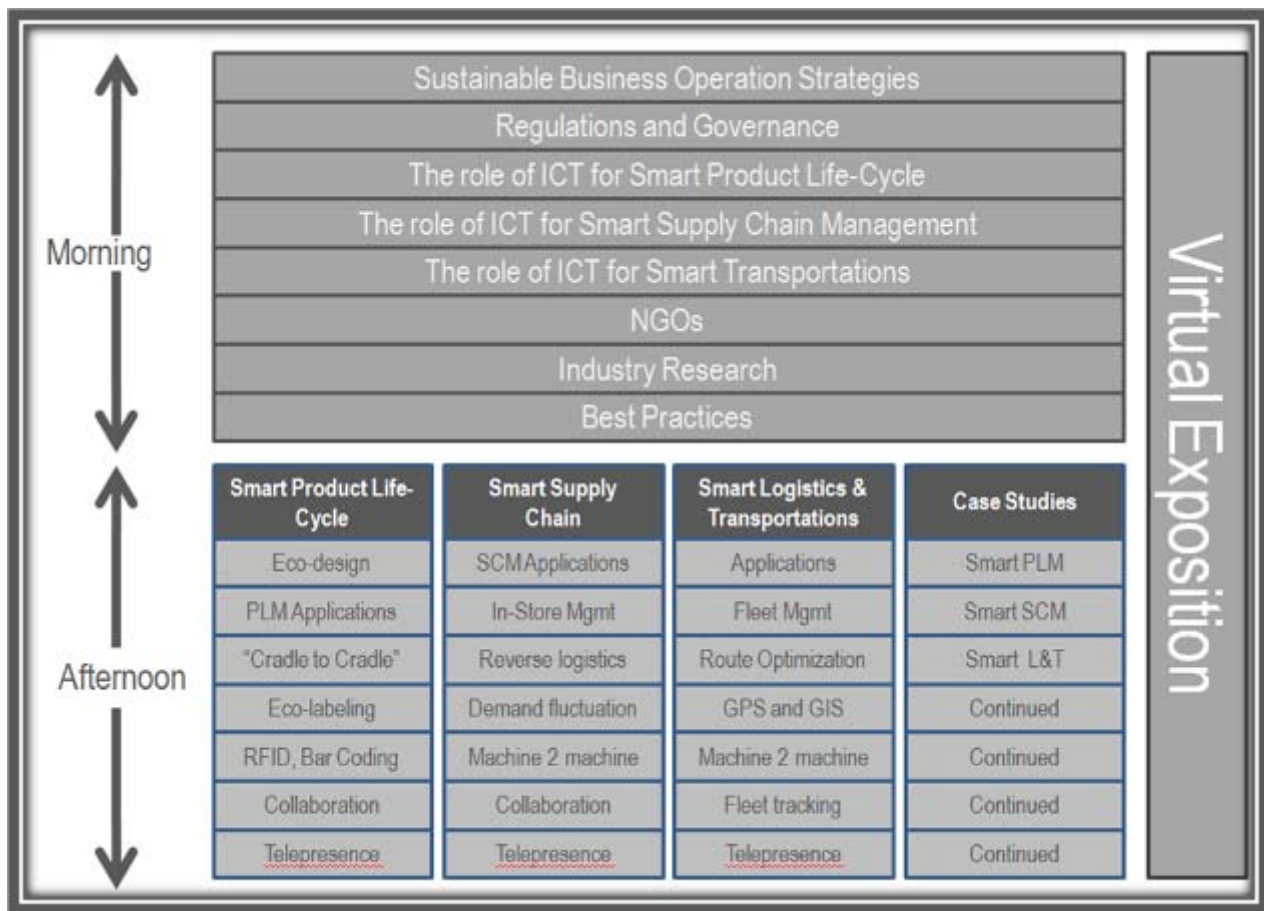 Morning
Sustainable Business Operation Strategies
Regulations and Governance
The role of ICT for Smart Product Life-Cycle
The role of ICT for Smart Supply Chain Management
The role of ICT for Smart Transportations
NGOs
Industry Research
Best Practices
Afternoon
Smart Product Life-
Cycle
Eco-design
PLM Applications
"Cradle to Cradle"
Eco-labeling
RFID, Bar Coding
Collaboration
Telepresence
Smart Supply
Chain
SCM Applications
In-Store Mgmt
Reverse logistics
Demand fluctuation
Machine 2 machine
Collaboration
Telepresence
Smart Logistics &
Transportations
Applications
Fleet Mgmt
Route Optimization
GPS and GIS
Machine 2 machine
Fleet tracking
Telepresence
Case Studies
Smart PLM
Smart SCM
Smart L&T
Continued
Continued
Continued
Continued
Virtual Exposition